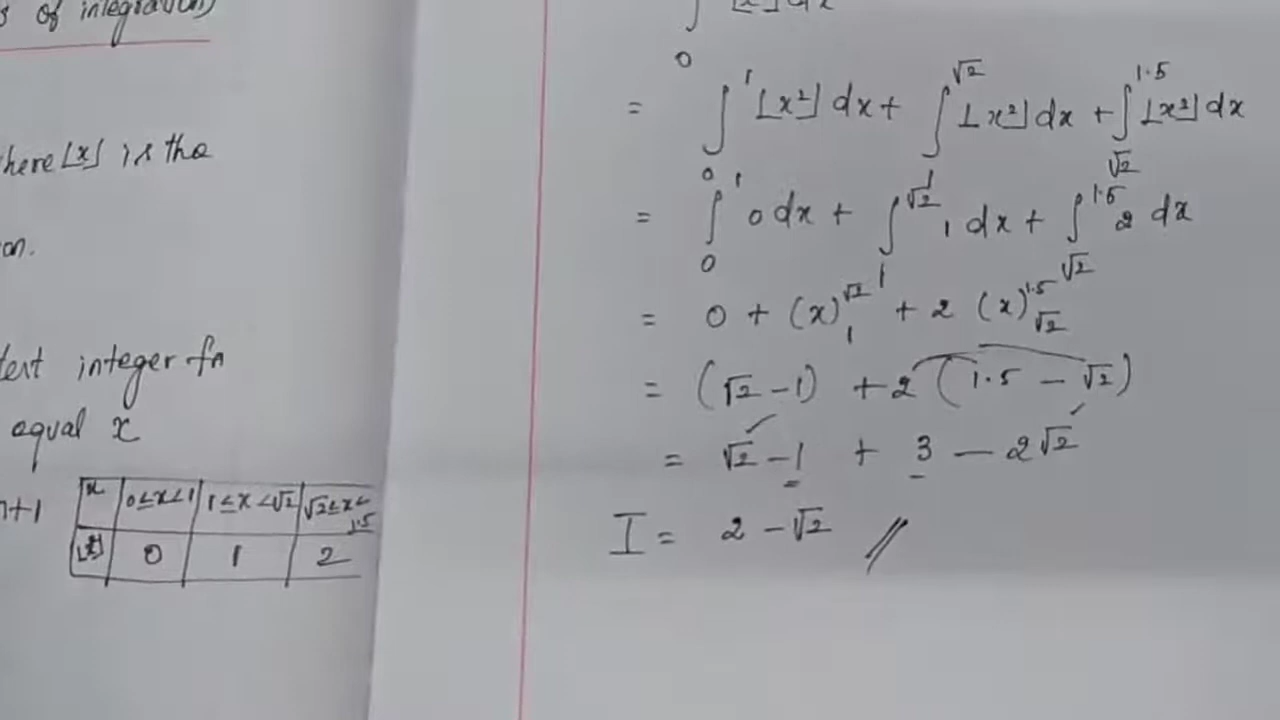 of integration)
here ⌊x⌋ is the
on.
integer fn
equal x
n+1
x | 0≤x<1 | 1≤x<√2 | √2≤x<1.5
⌊x²⌋ | 0 | 1 | 2
0
= ∫₀¹ ⌊x²⌋ dx + ∫₁^√2 ⌊x²⌋ dx + ∫_√2^1.5 ⌊x²⌋ dx
= ∫₀¹ 0 dx + ∫₁^√2 1 dx + ∫_√2^1.5 2 dx
= 0 + (x)₁^√2 + 2 (x)_√2^1.5
= (√2 - 1) + 2 (1.5 - √2)
= √2 - 1 + 3 - 2√2
I = 2 - √2 //